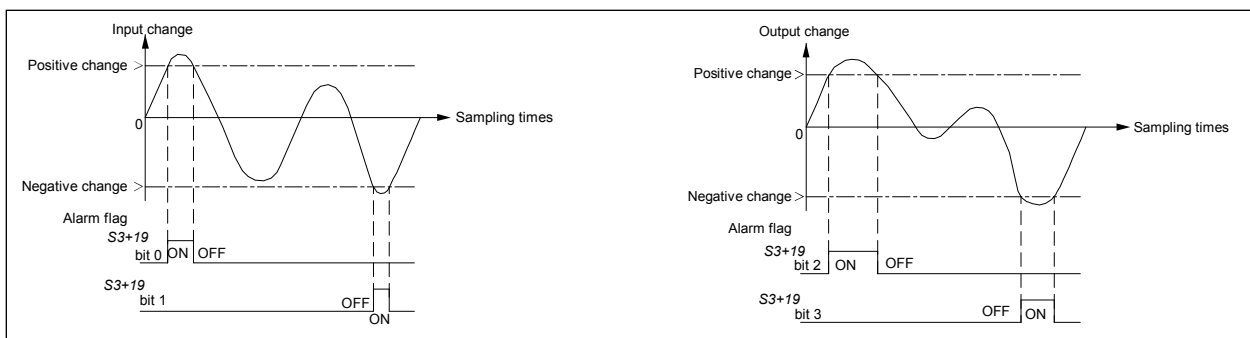 Input change
Positive change
0
Sampling times
Negative change
Alarm flag
S3+19
bit 0
ON
OFF
S3+19
bit 1
OFF
ON
Output change
Positive change
0
Sampling times
Negative change
Alarm flag
S3+19
bit 2
ON
OFF
S3+19
bit 3
OFF
ON